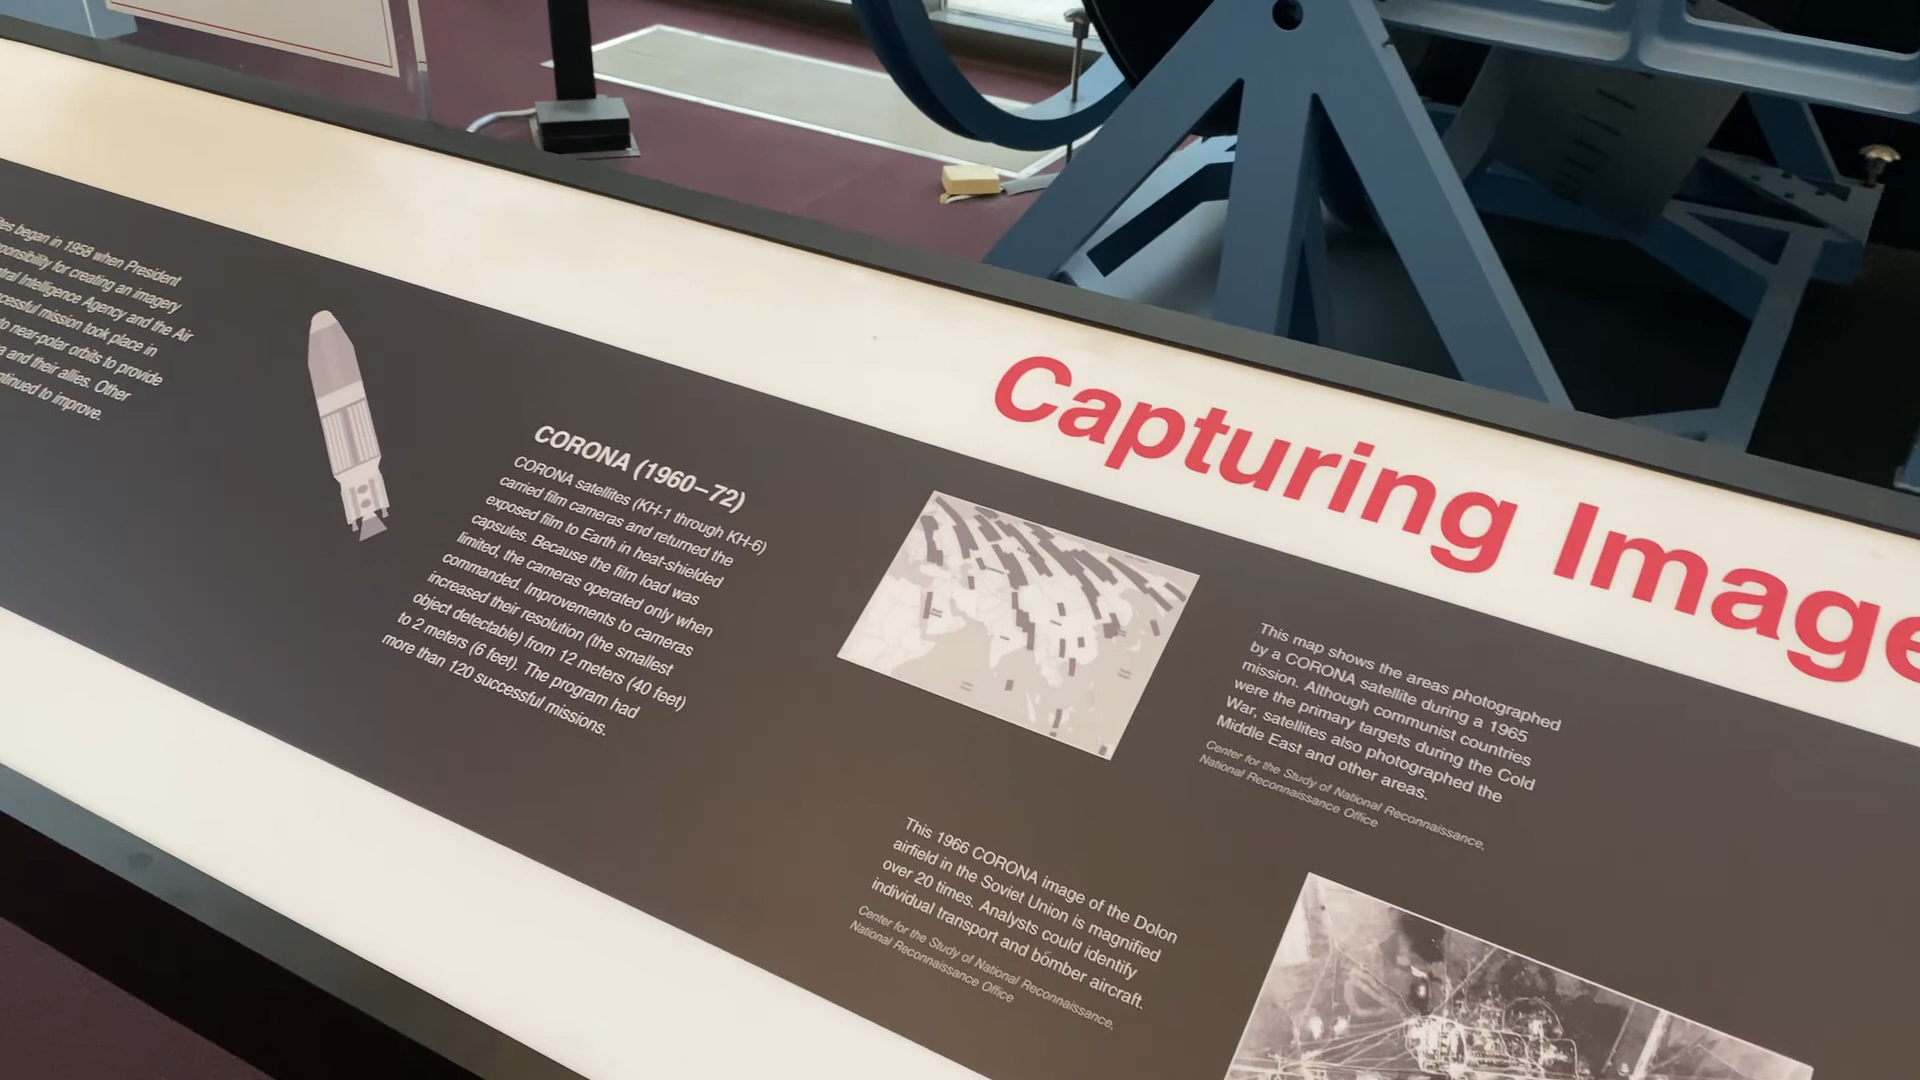 began in 1958 when President
for creating an imagery
Intelligence Agency and the Air
mission took place in
near-polar orbits to provide
and their allies. Other
to improve.
CORONA (1960–72)
CORONA satellites (KH-1 through KH-6)
carried film cameras and returned the
exposed film to Earth in heat-shielded
capsules. Because the film load was
limited, the cameras operated only when
commanded. Improvements to cameras
increased their resolution (the smallest
object detectable) from 12 meters (40 feet)
to 2 meters (6 feet). The program had
more than 120 successful missions.
Capturing
This map shows the areas photographed
by a CORONA satellite during a 1965
mission. Although communist countries
were the primary targets during the Cold
War, satellites also photographed the
Middle East and other areas.
Center for the Study of National Reconnaissance,
National Reconnaissance Office
This 1966 CORONA image of the Dolon
airfield in the Soviet Union is magnified
over 20 times. Analysts could identify
individual transport and bomber aircraft.
Center for the Study of National Reconnaissance,
National Reconnaissance Office